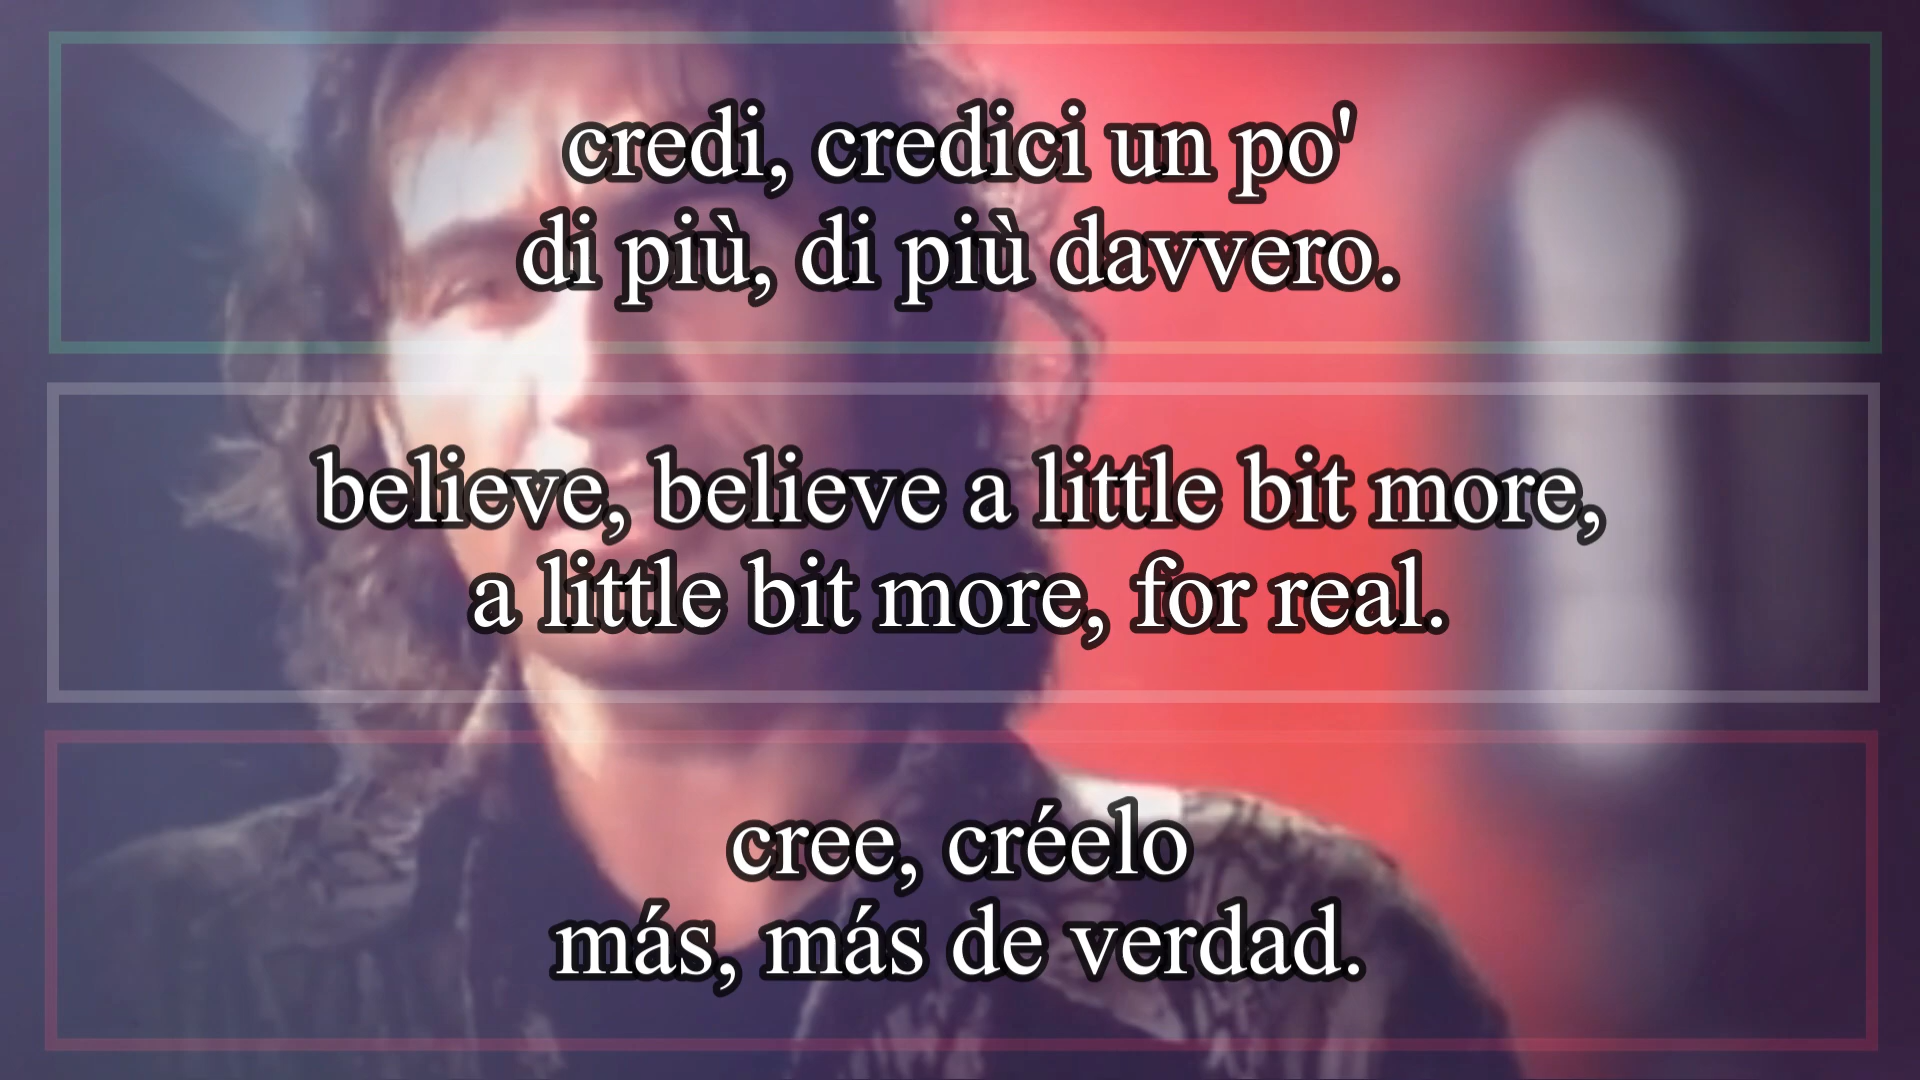 credi, credici un po'
di più, di più davvero.
believe, believe a little bit more,
a little bit more, for real.
cree, créelo
más, más de verdad.